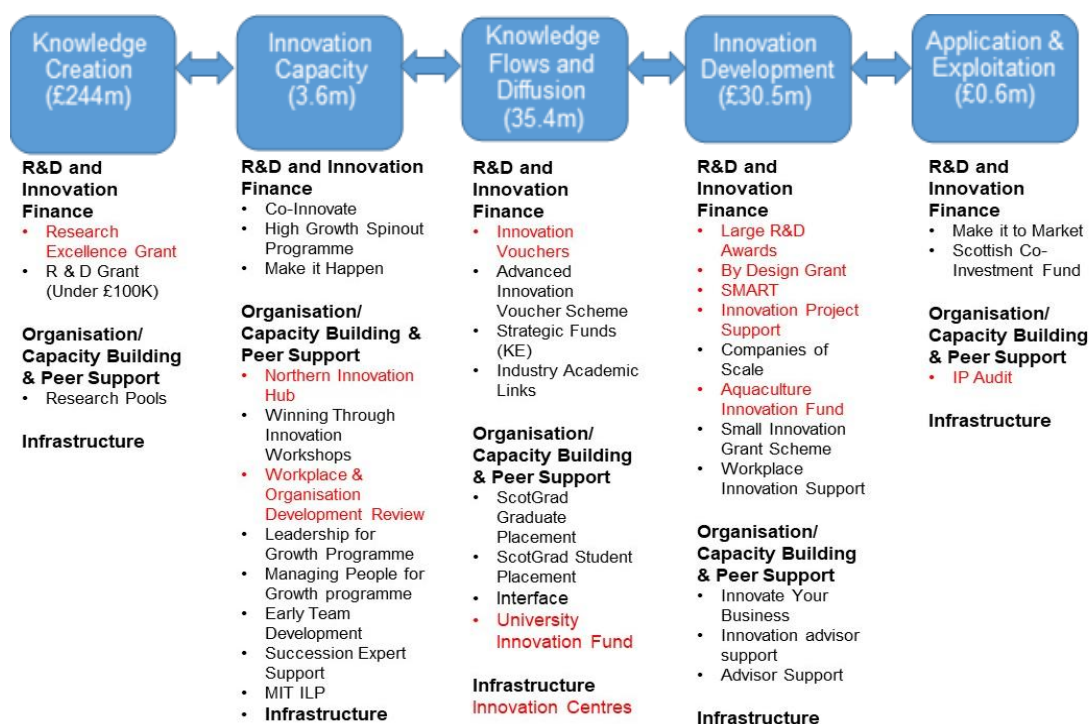 Knowledge
Creation
(£244m)
Innovation
Capacity
(3.6m)
Knowledge
Flows and
Diffusion
(35.4m)
Innovation
Development
(£30.5m)
Application &
Exploitation
(£0.6m)
R&D and
Innovation
Finance
• Research
Excellence Grant
• R & D Grant
(Under £100K)
Organisation/
Capacity Building
& Peer Support
• Research Pools
Infrastructure
R&D and Innovation
Finance
• Co-Innovate
• High Growth Spinout
Programme
• Make it Happen
Organisation/
Capacity Building &
Peer Support
• Northern Innovation
Hub
• Winning Through
Innovation
Workshops
• Workplace &
Organisation
Development Review
• Leadership for
Growth Programme
• Managing People for
Growth programme
• Early Team
Development
• Succession Expert
Support
• MIT ILP
• Infrastructure
R&D and
Innovation
Finance
• Innovation
Vouchers
• Advanced
Innovation
Voucher Scheme
• Strategic Funds
(KE)
• Industry Academic
Links
Organisation/
Capacity Building
& Peer Support
• ScotGrad
Graduate
Placement
• ScotGrad Student
Placement
• Interface
• University
Innovation Fund
Infrastructure
Innovation Centres
R&D and
Innovation
Finance
• Large R&D
Awards
• By Design Grant
• SMART
• Innovation Project
Support
• Companies of
Scale
• Aquaculture
Innovation Fund
• Small Innovation
Grant Scheme
• Workplace
Innovation Support
Organisation/
Capacity Building
& Peer Support
• Innovate Your
Business
• Innovation advisor
support
• Advisor Support
Infrastructure
R&D and
Innovation
Finance
• Make it to Market
• Scottish Co-
Investment Fund
Organisation/
Capacity Building
& Peer Support
• IP Audit
Infrastructure